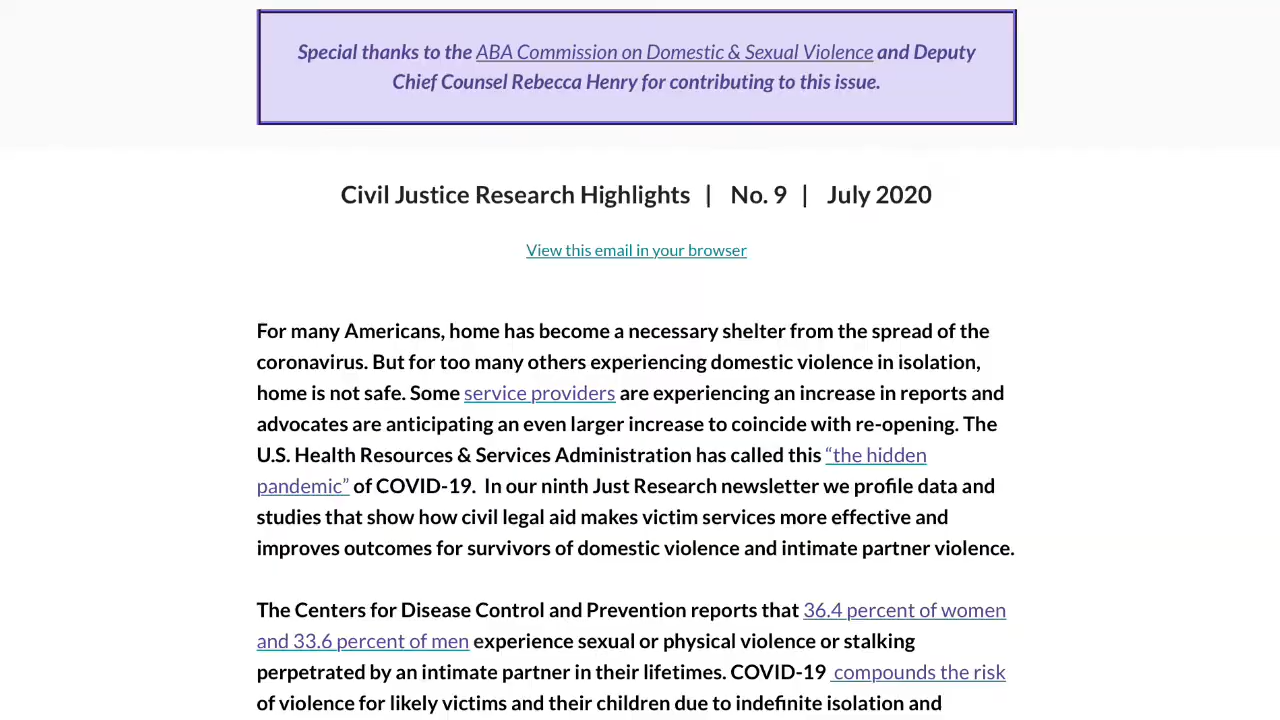 Special thanks to the ABA Commission on Domestic & Sexual Violence and Deputy
Chief Counsel Rebecca Henry for contributing to this issue.
Civil Justice Research Highlights | No. 9 | July 2020
View this email in your browser
For many Americans, home has become a necessary shelter from the spread of the
coronavirus. But for too many others experiencing domestic violence in isolation,
home is not safe. Some service providers are experiencing an increase in reports and
advocates are anticipating an even larger increase to coincide with re-opening. The
U.S. Health Resources & Services Administration has called this “the hidden
pandemic” of COVID-19. In our ninth Just Research newsletter we profile data and
studies that show how civil legal aid makes victim services more effective and
improves outcomes for survivors of domestic violence and intimate partner violence.
The Centers for Disease Control and Prevention reports that 36.4 percent of women
and 33.6 percent of men experience sexual or physical violence or stalking
perpetrated by an intimate partner in their lifetimes. COVID-19 compounds the risk
of violence for likely victims and their children due to indefinite isolation and